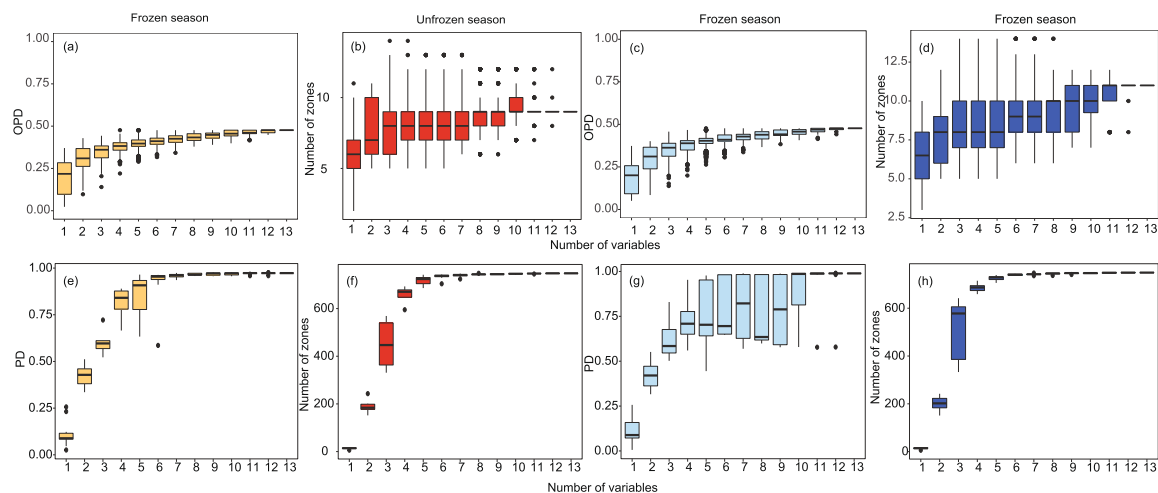 Frozen season
Unfrozen season
Frozen season
Frozen season
(a)
(b)
(c)
(d)
1.00
0.75
0.50
0.25
0.00
OPD
10
5
Number of zones
1.00
0.75
0.50
0.25
0.00
OPD
12.5
10.0
7.5
5.0
2.5
Number of zones
1 2 3 4 5 6 7 8 9 10 11 12 13
1 2 3 4 5 6 7 8 9 10 11 12 13
1 2 3 4 5 6 7 8 9 10 11 12 13
1 2 3 4 5 6 7 8 9 10 11 12 13
Number of variables
(e)
(f)
(g)
(h)
1.00
0.75
0.50
0.25
0.00
PD
600
400
200
0
Number of zones
1.00
0.75
0.50
0.25
0.00
PD
600
400
200
0
Number of zones
1 2 3 4 5 6 7 8 9 10 11 12 13
1 2 3 4 5 6 7 8 9 10 11 12 13
1 2 3 4 5 6 7 8 9 10 11 12 13
1 2 3 4 5 6 7 8 9 10 11 12 13
Number of variables